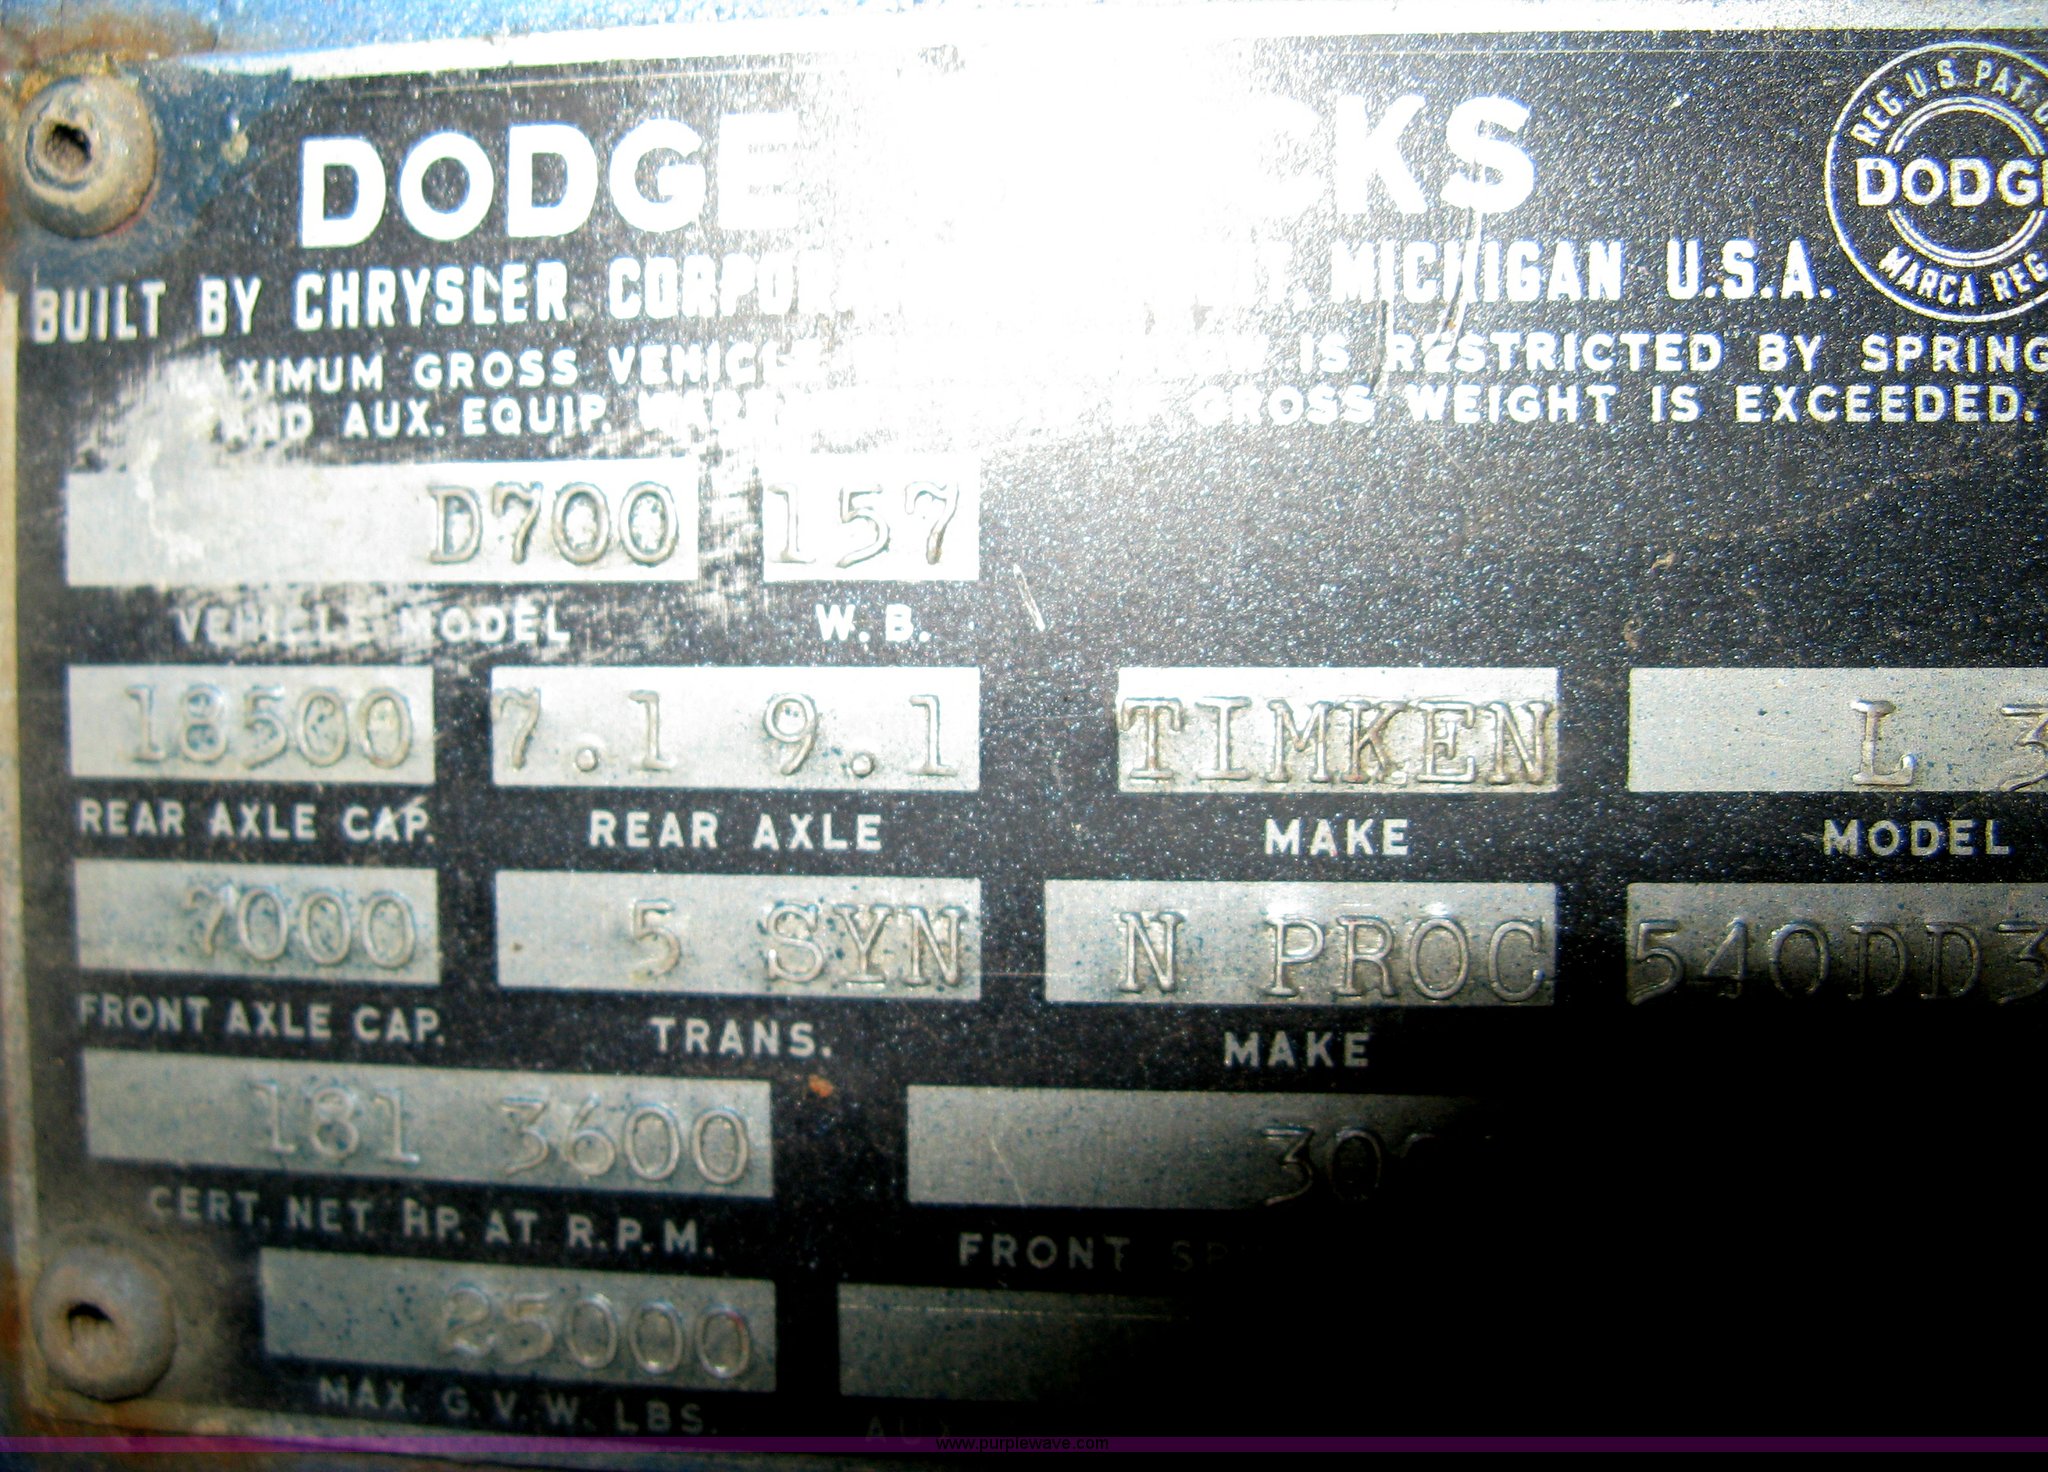 DODGE
REG. U.S. PAT.
DODGE
MARCA REG.
BUILT BY CHRYSLER MICHIGAN U.S.A.
GROSS IS RESTRICTED BY SPRING
AND AUX. EQUIP. GROSS WEIGHT IS EXCEEDED.
D700 157
VEHICLE MODEL W.B.
18500 7.1 9.1 TIMKEN L 3
REAR AXLE CAP. REAR AXLE MAKE MODEL
7000 5 SYN N PROC 540DD3
FRONT AXLE CAP. TRANS. MAKE
181 3600
CERT. NET HP. AT R.P.M. FRONT
25000
MAX. G.V.W. LBS.
www.purplewave.com